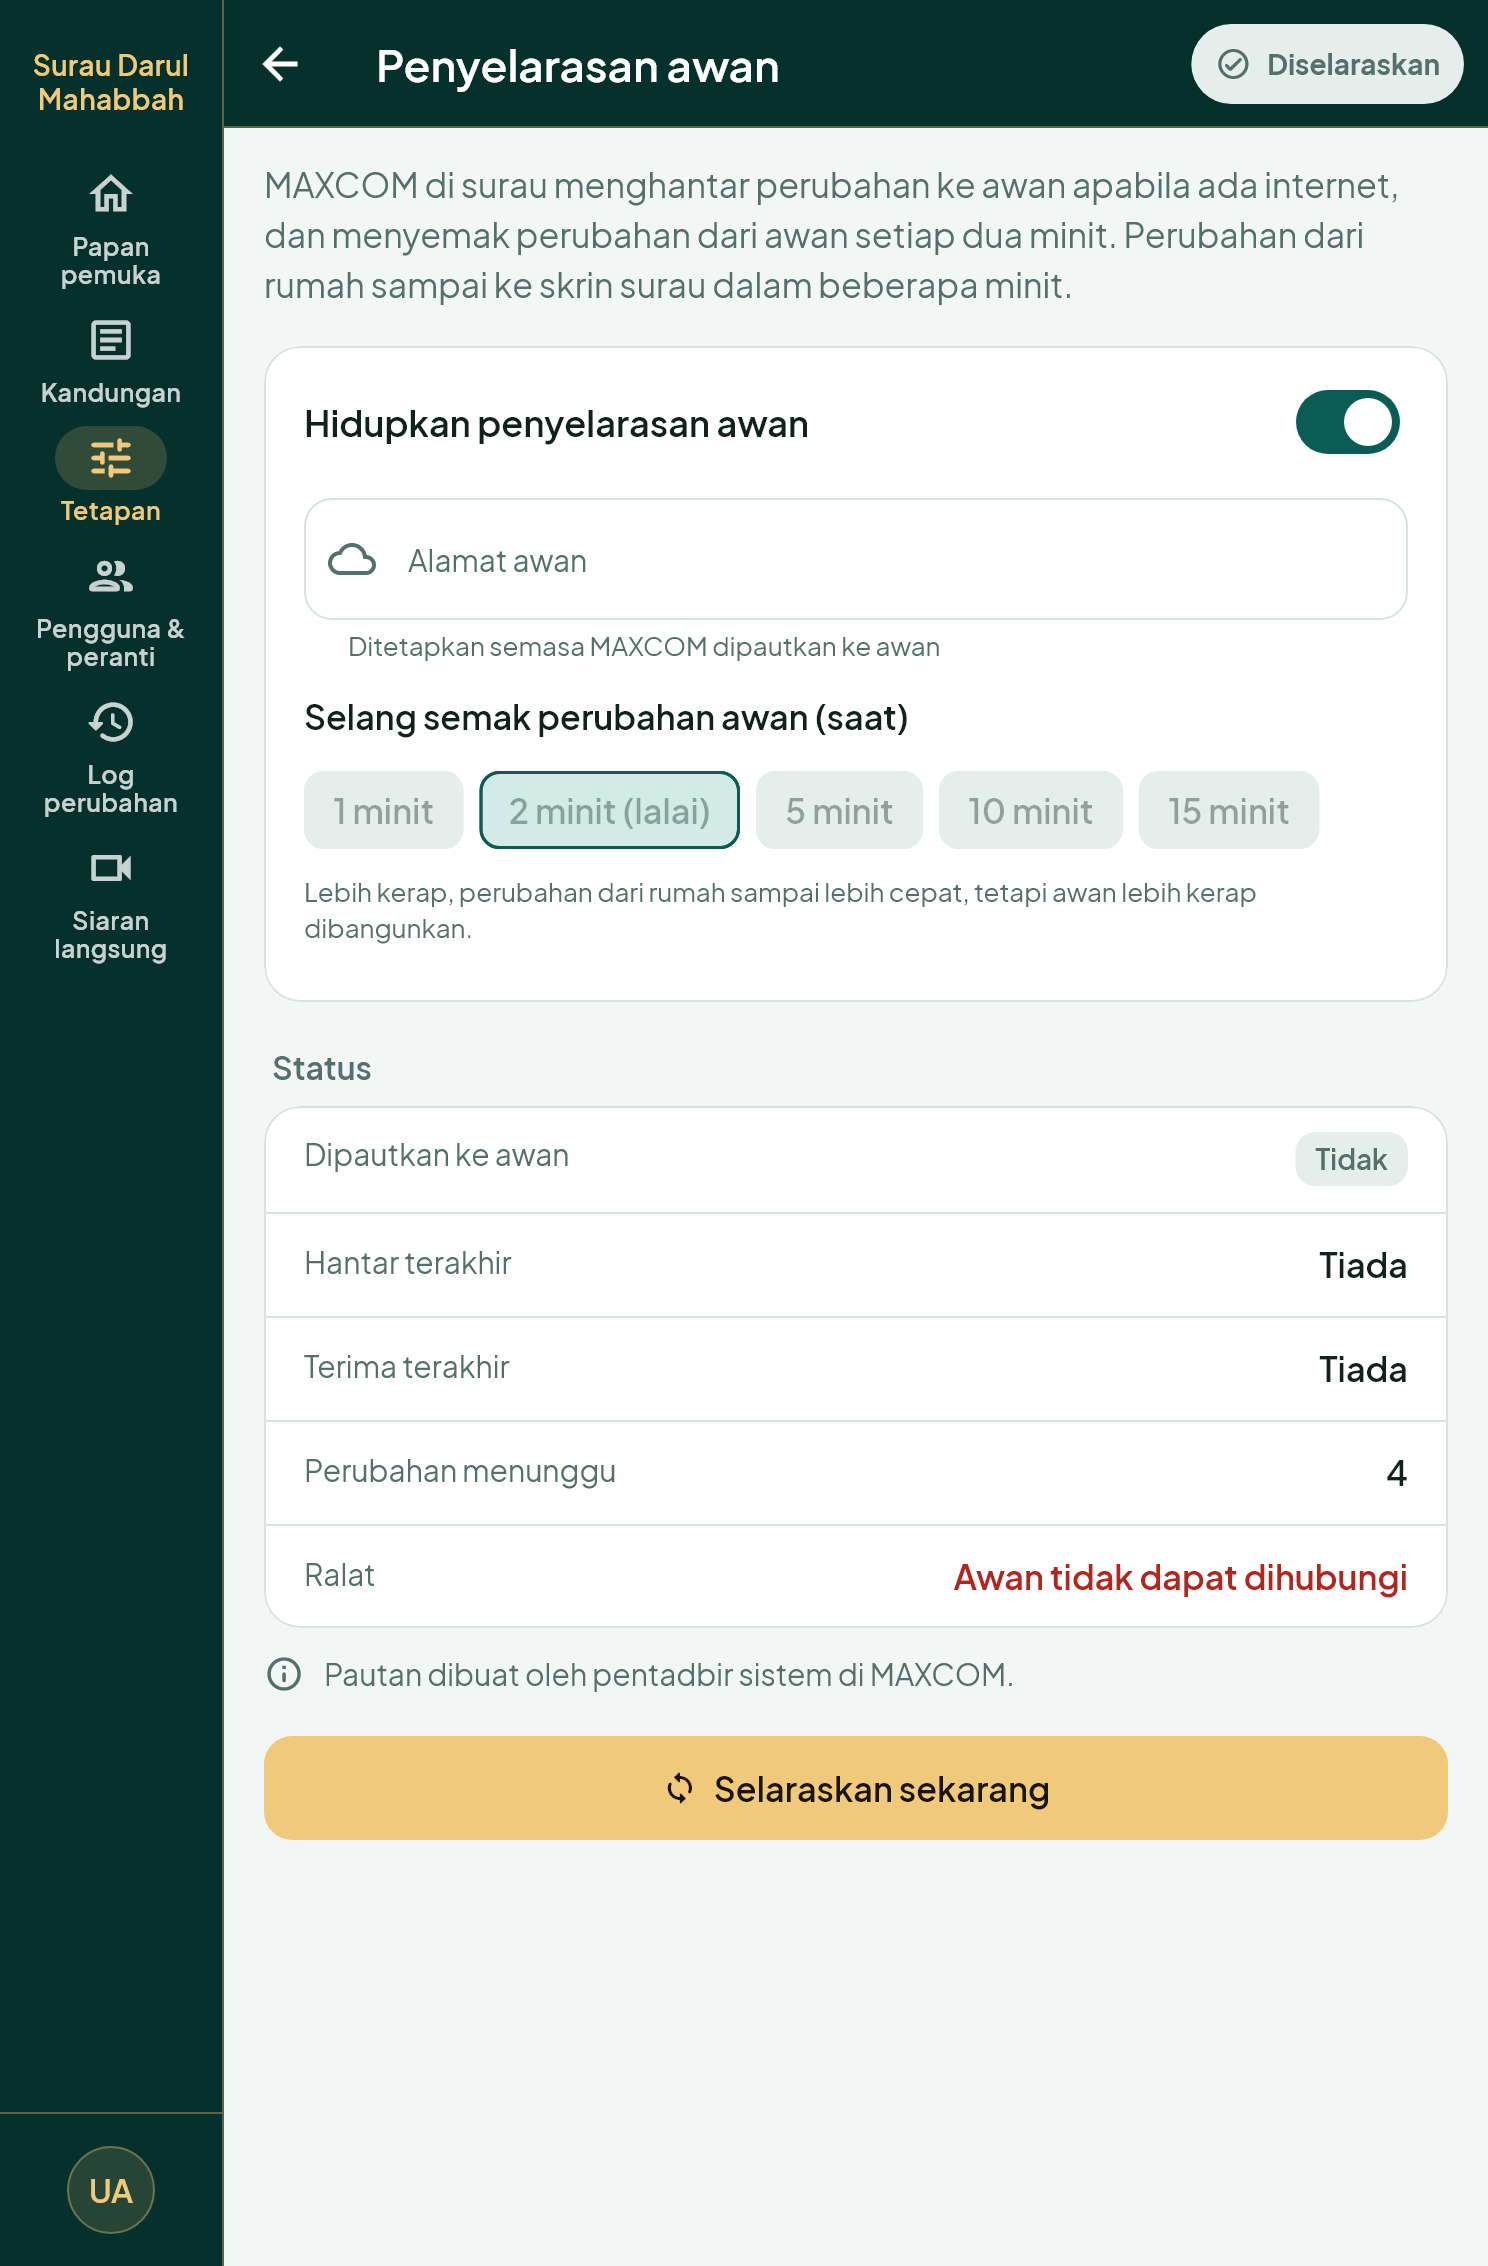 Surau Darul
Mahabbah
Papan
pemuka
Kandungan
Tetapan
Pengguna &
peranti
Log
perubahan
Siaran
langsung
UA
Penyelarasan awan
Diselaraskan
MAXCOM di surau menghantar perubahan ke awan apabila ada internet,
dan menyemak perubahan dari awan setiap dua minit. Perubahan dari
rumah sampai ke skrin surau dalam beberapa minit.
Hidupkan penyelarasan awan
Alamat awan
Ditetapkan semasa MAXCOM dipautkan ke awan
Selang semak perubahan awan (saat)
1 minit
2 minit (lalai)
5 minit
10 minit
15 minit
Lebih kerap, perubahan dari rumah sampai lebih cepat, tetapi awan lebih kerap
dibangunkan.
Status
Dipautkan ke awan
Tidak
Hantar terakhir
Tiada
Terima terakhir
Tiada
Perubahan menunggu
4
Ralat
Awan tidak dapat dihubungi
Pautan dibuat oleh pentadbir sistem di MAXCOM.
Selaraskan sekarang